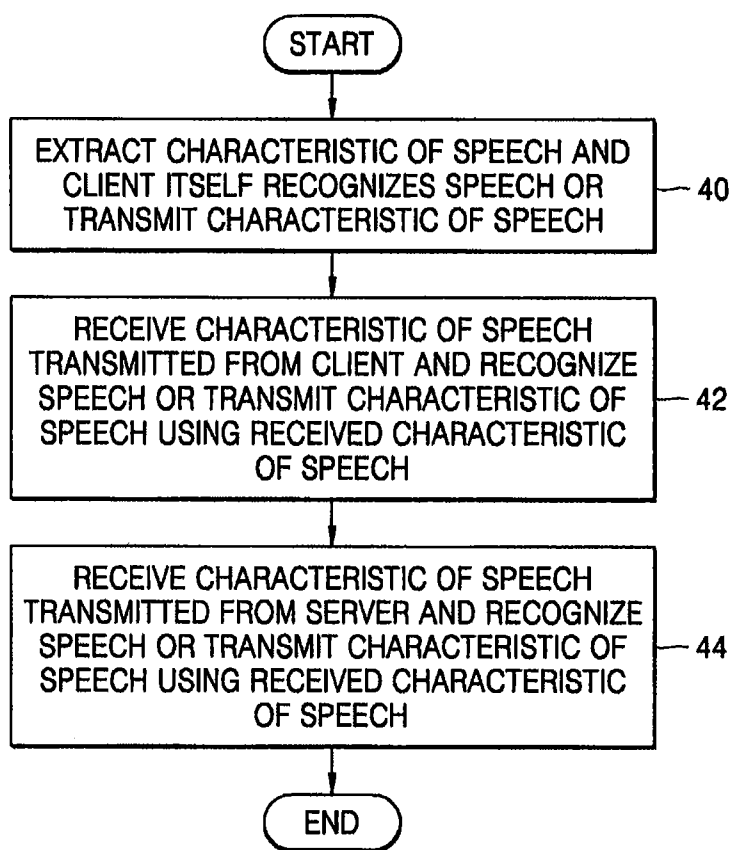 START
EXTRACT CHARACTERISTIC OF SPEECH AND
CLIENT ITSELF RECOGNIZES SPEECH OR
TRANSMIT CHARACTERISTIC OF SPEECH
40
RECEIVE CHARACTERISTIC OF SPEECH
TRANSMITTED FROM CLIENT AND RECOGNIZE
SPEECH OR TRANSMIT CHARACTERISTIC OF
SPEECH USING RECEIVED CHARACTERISTIC
OF SPEECH
42
RECEIVE CHARACTERISTIC OF SPEECH
TRANSMITTED FROM SERVER AND RECOGNIZE
SPEECH OR TRANSMIT CHARACTERISTIC OF
SPEECH USING RECEIVED CHARACTERISTIC
OF SPEECH
44
END